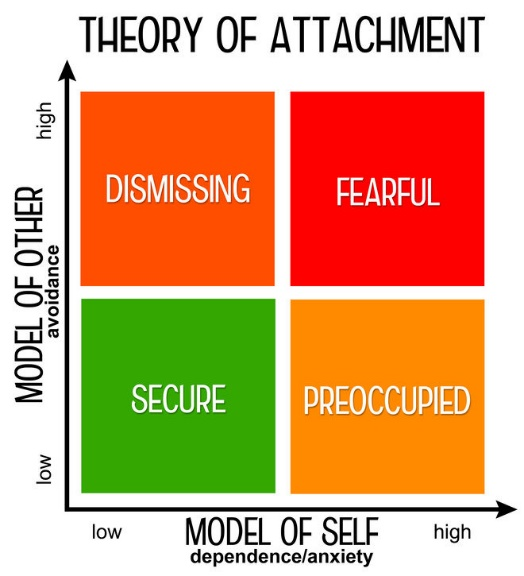 THEORY OF ATTACHMENT
high
MODEL OF OTHER
avoidance
low
DISMISSING
FEARFUL
SECURE
PREOCCUPIED
low
MODEL OF SELF
high
dependence/anxiety